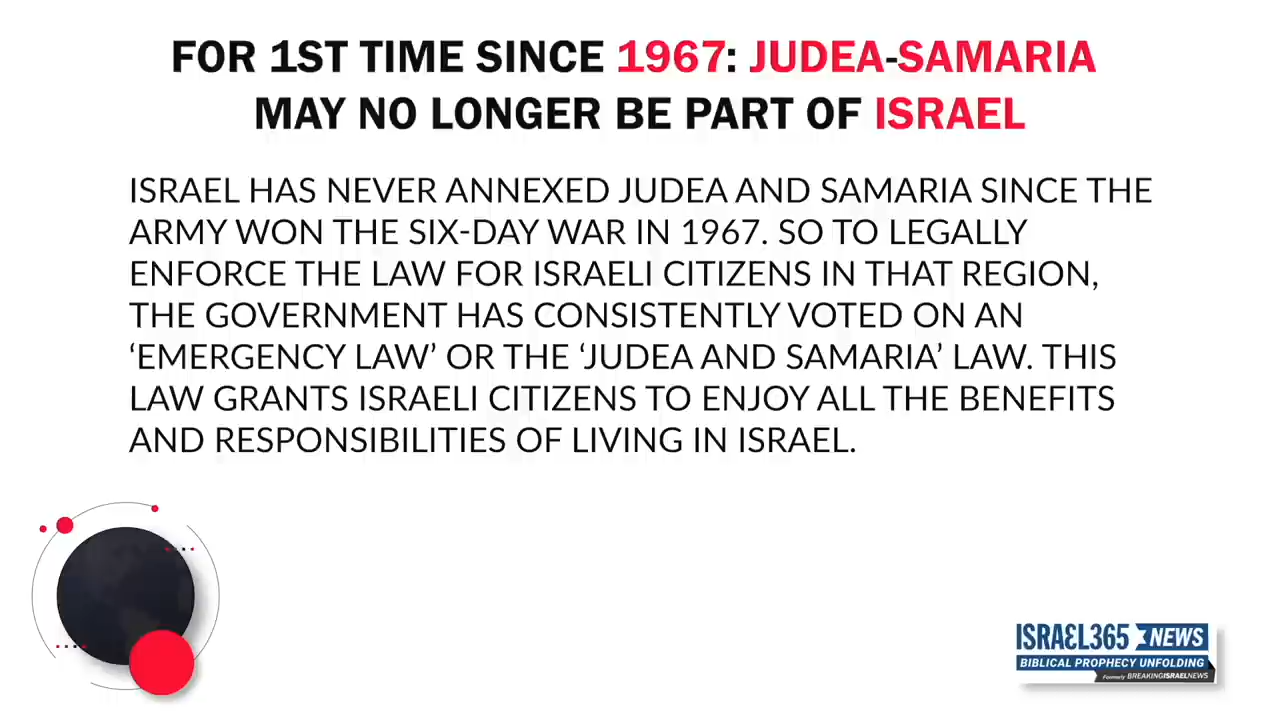 FOR 1ST TIME SINCE 1967: JUDEA-SAMARIA
MAY NO LONGER BE PART OF ISRAEL
ISRAEL HAS NEVER ANNEXED JUDEA AND SAMARIA SINCE THE
ARMY WON THE SIX-DAY WAR IN 1967. SO TO LEGALLY
ENFORCE THE LAW FOR ISRAELI CITIZENS IN THAT REGION,
THE GOVERNMENT HAS CONSISTENTLY VOTED ON AN
‘EMERGENCY LAW’ OR THE ‘JUDEA AND SAMARIA’ LAW. THIS
LAW GRANTS ISRAELI CITIZENS TO ENJOY ALL THE BENEFITS
AND RESPONSIBILITIES OF LIVING IN ISRAEL.
ISRAEL365 NEWS
BIBLICAL PROPHECY UNFOLDING
Formerly BREAKINGISRAELNEWS